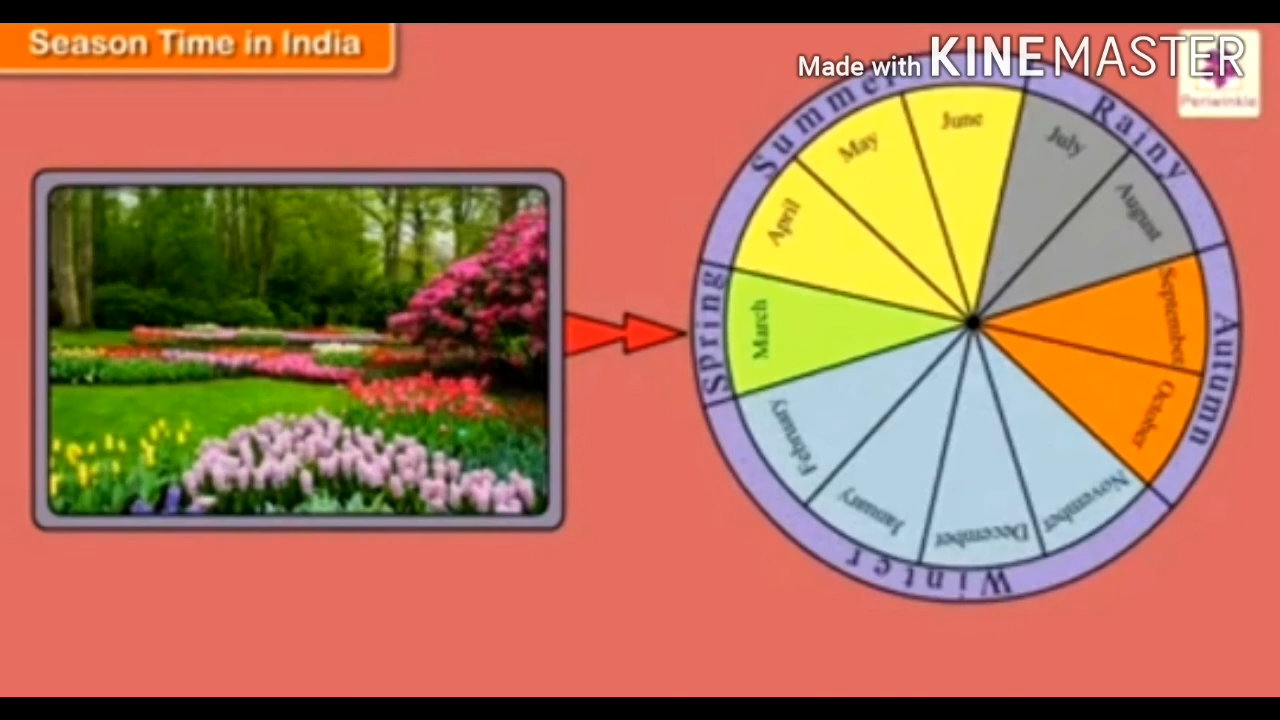 Season Time in India
Made with KINEMASTER
Periwinkle
Summer
Rainy
Autumn
Winter
Spring
April
May
June
July
August
September
October
November
December
January
February
March